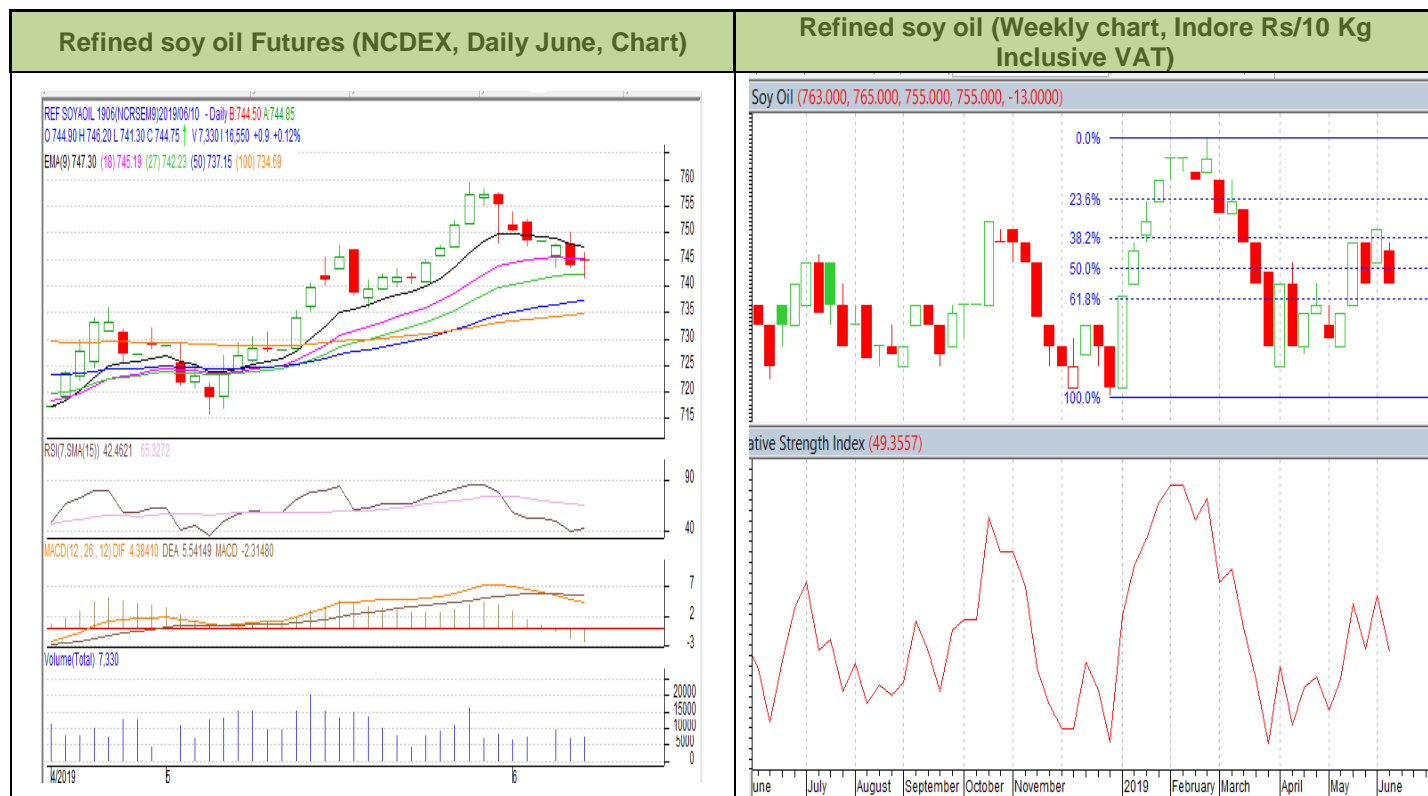 Refined soy oil Futures (NCDEX, Daily June, Chart)
REF SOYAOIL 1906(NCRSEM9)2019/06/10 - Daily B:744.50 A:744.85
O 744.90 H 746.20 L 741.30 C 744.75 V 7,330 I 16,550 +0.9 +0.12%
EMA(9) 747.30 (18) 745.19 (27) 742.23 (50) 737.15 (100) 734.69
760
755
750
745
740
735
730
725
720
715
RSI(7,SMA(15)) 42.4621 65.3272
90
40
MACD(12 , 26 , 12) DIF 4.38410 DEA 5.54149 MACD -2.31480
7
2
-3
Volume(Total) 7,330
20000
15000
10000
5000
0
4/2019 5 6
Refined soy oil (Weekly chart, Indore Rs/10 Kg
Inclusive VAT)
Soy Oil (763.000, 765.000, 755.000, 755.000, -13.0000)
0.0%
23.6%
38.2%
50.0%
61.8%
100.0%
ative Strength Index (49.3557)
une July August September October November 2019 February March April May June